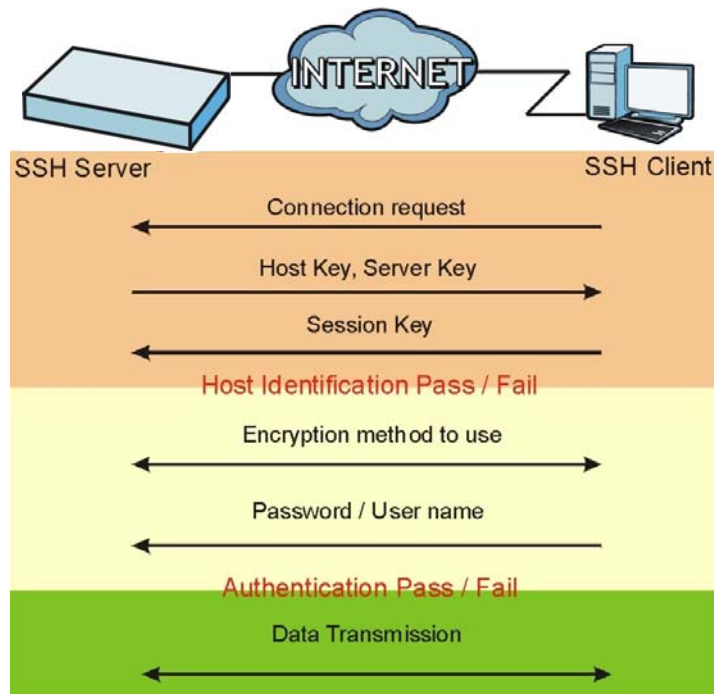 INTERNET
SSH Server
SSH Client
Connection request
Host Key, Server Key
Session Key
Host Identification Pass / Fail
Encryption method to use
Password / User name
Authentication Pass / Fail
Data Transmission